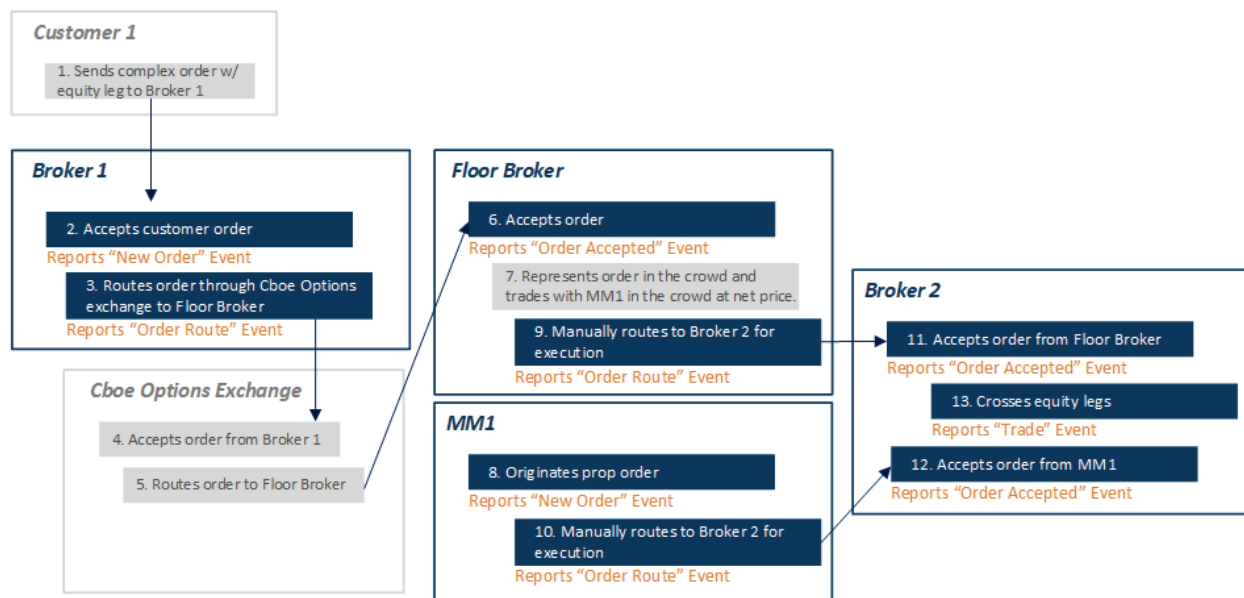 Customer 1
1. Sends complex order w/
equity leg to Broker 1
Broker 1
2. Accepts customer order
Reports “New Order” Event
3. Routes order through Cboe Options
exchange to Floor Broker
Reports “Order Route” Event
Cboe Options Exchange
4. Accepts order from Broker 1
5. Routes order to Floor Broker
Floor Broker
6. Accepts order
Reports “Order Accepted” Event
7. Represents order in the crowd and
trades with MM1 in the crowd at net price.
9. Manually routes to Broker 2 for
execution
Reports “Order Route” Event
MM1
8. Originates prop order
Reports “New Order” Event
10. Manually routes to Broker 2 for
execution
Reports “Order Route” Event
Broker 2
11. Accepts order from Floor Broker
Reports “Order Accepted” Event
13. Crosses equity legs
Reports “Trade” Event
12. Accepts order from MM1
Reports “Order Accepted” Event